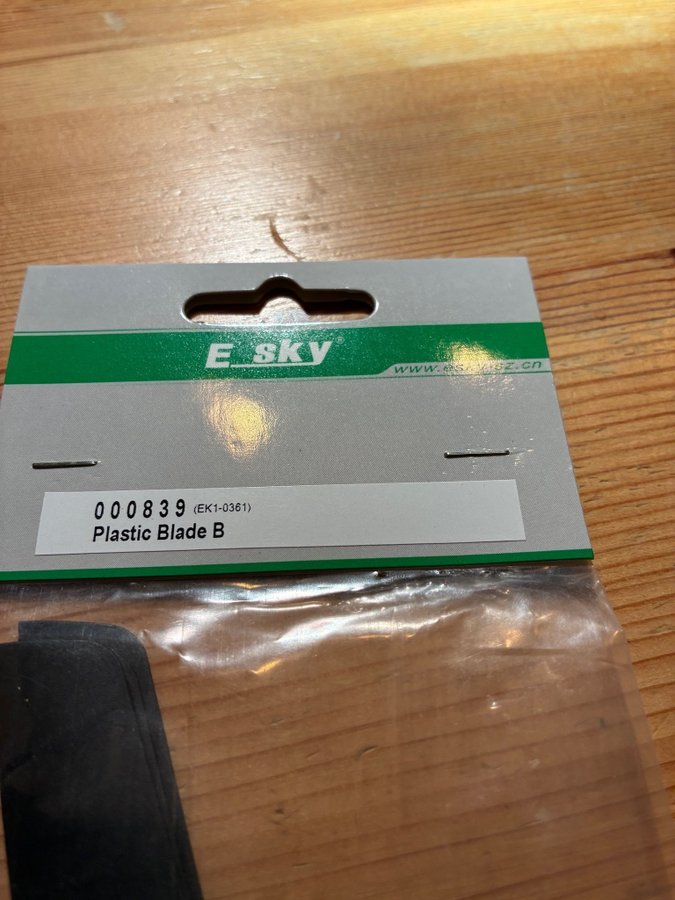 E_sky®
000839 (EK1-0361)
Plastic Blade B